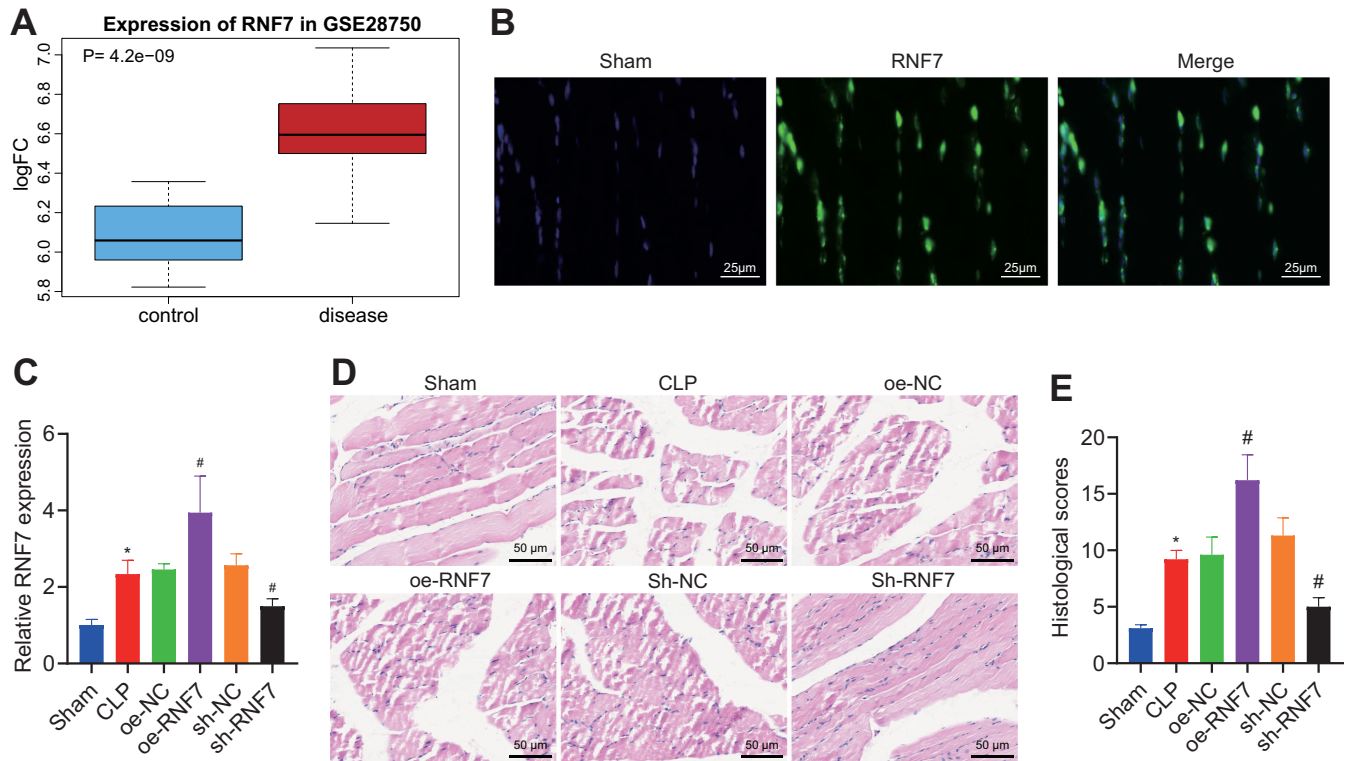 A
Expression of RNF7 in GSE28750
P= 4.2e−09
logFC
7.0
6.8
6.6
6.4
6.2
6.0
5.8
control
disease
B
Sham
RNF7
Merge
25μm
25μm
25μm
C
Relative RNF7 expression
6
4
2
0
*
#
#
Sham
CLP
oe-NC
oe-RNF7
sh-NC
sh-RNF7
D
Sham
CLP
oe-NC
50 μm
50 μm
50 μm
oe-RNF7
Sh-NC
Sh-RNF7
50 μm
50 μm
50 μm
E
Histological scores
20
15
10
5
0
*
#
#
Sham
CLP
oe-NC
oe-RNF7
sh-NC
sh-RNF7